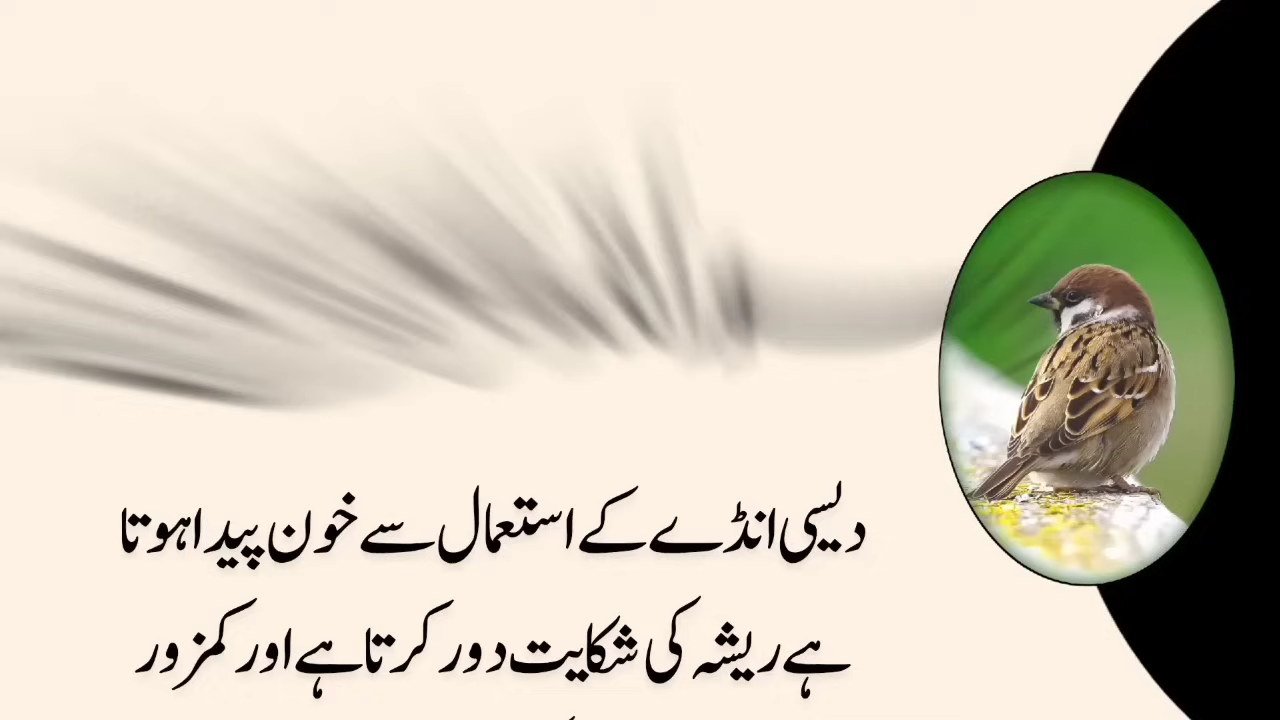 دیسی انڈے کے استعمال سے خون پیدا ہوتا
ہے ریشہ کی شکایت دور کرتا ہے اور کمزور